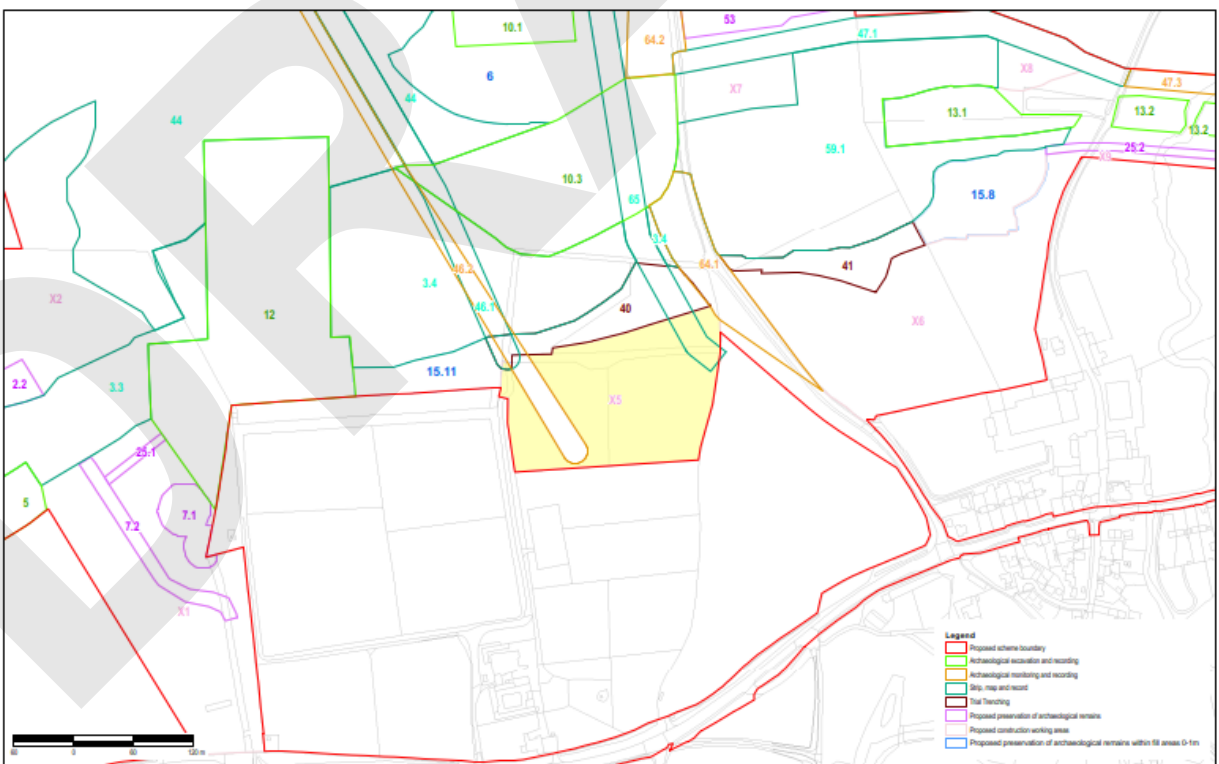 10.1
53
64.2
47.1
44
6
44
X7
X8
47.3
13.1
13.2
13.2
59.1
25.2
X9
10.3
65
15.8
3.4
3.4
46.2
64.1
41
X2
46.1
12
40
X6
15.11
2.2
3.3
X5
25.1
5
7.1
7.2
X1
Legend
Proposed scheme boundary
Archaeological excavation and recording
Archaeological monitoring and recording
Strip, map and record
Trial Trenching
Proposed preservation of archaeological remains
Proposed construction working areas
Proposed preservation of archaeological remains within fill areas 0-1m
60 0 60 120 m